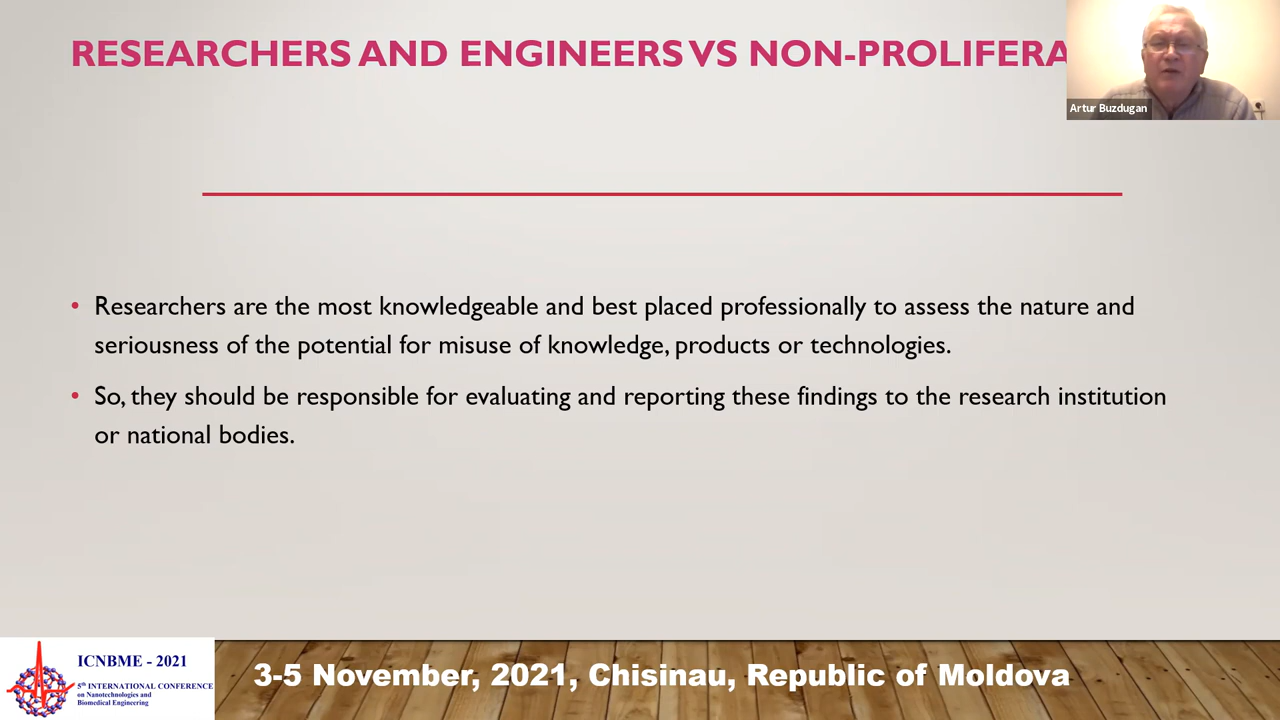 RESEARCHERS AND ENGINEERS VS NON-PROLIFERA
Artur Buzdugan
• Researchers are the most knowledgeable and best placed professionally to assess the nature and
seriousness of the potential for misuse of knowledge, products or technologies.
• So, they should be responsible for evaluating and reporting these findings to the research institution
or national bodies.
ICNBME - 2021
5th INTERNATIONAL CONFERENCE
on Nanotechnologies and
Biomedical Engineering
3-5 November, 2021, Chisinau, Republic of Moldova